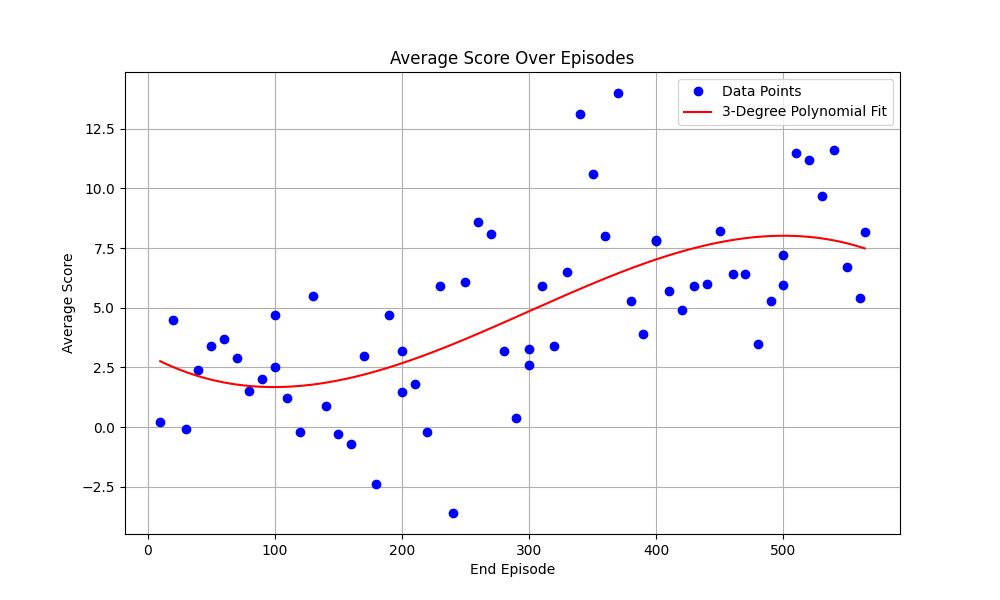 Average Score Over Episodes
Data Points
3-Degree Polynomial Fit
Average Score
12.5
10.0
7.5
5.0
2.5
0.0
−2.5
0 100 200 300 400 500
End Episode